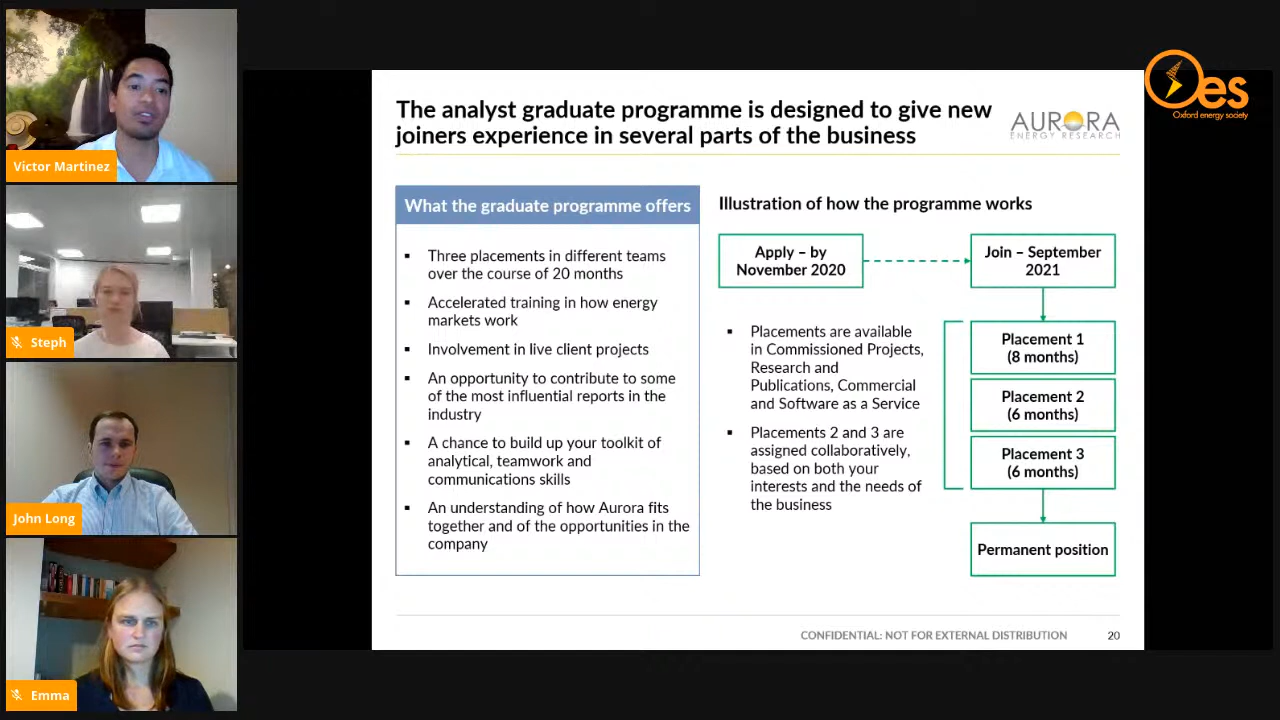 Victor Martinez
Steph
John Long
Emma
The analyst graduate programme is designed to give new
joiners experience in several parts of the business
AURORA
ENERGY RESEARCH
Oes
Oxford energy society
What the graduate programme offers
▪ Three placements in different teams
over the course of 20 months
▪ Accelerated training in how energy
markets work
▪ Involvement in live client projects
▪ An opportunity to contribute to some
of the most influential reports in the
industry
▪ A chance to build up your toolkit of
analytical, teamwork and
communications skills
▪ An understanding of how Aurora fits
together and of the opportunities in the
company
Illustration of how the programme works
Apply – by
November 2020
Join – September
2021
▪ Placements are available
in Commissioned Projects,
Research and
Publications, Commercial
and Software as a Service
▪ Placements 2 and 3 are
assigned collaboratively,
based on both your
interests and the needs of
the business
Placement 1
(8 months)
Placement 2
(6 months)
Placement 3
(6 months)
Permanent position
CONFIDENTIAL: NOT FOR EXTERNAL DISTRIBUTION
20